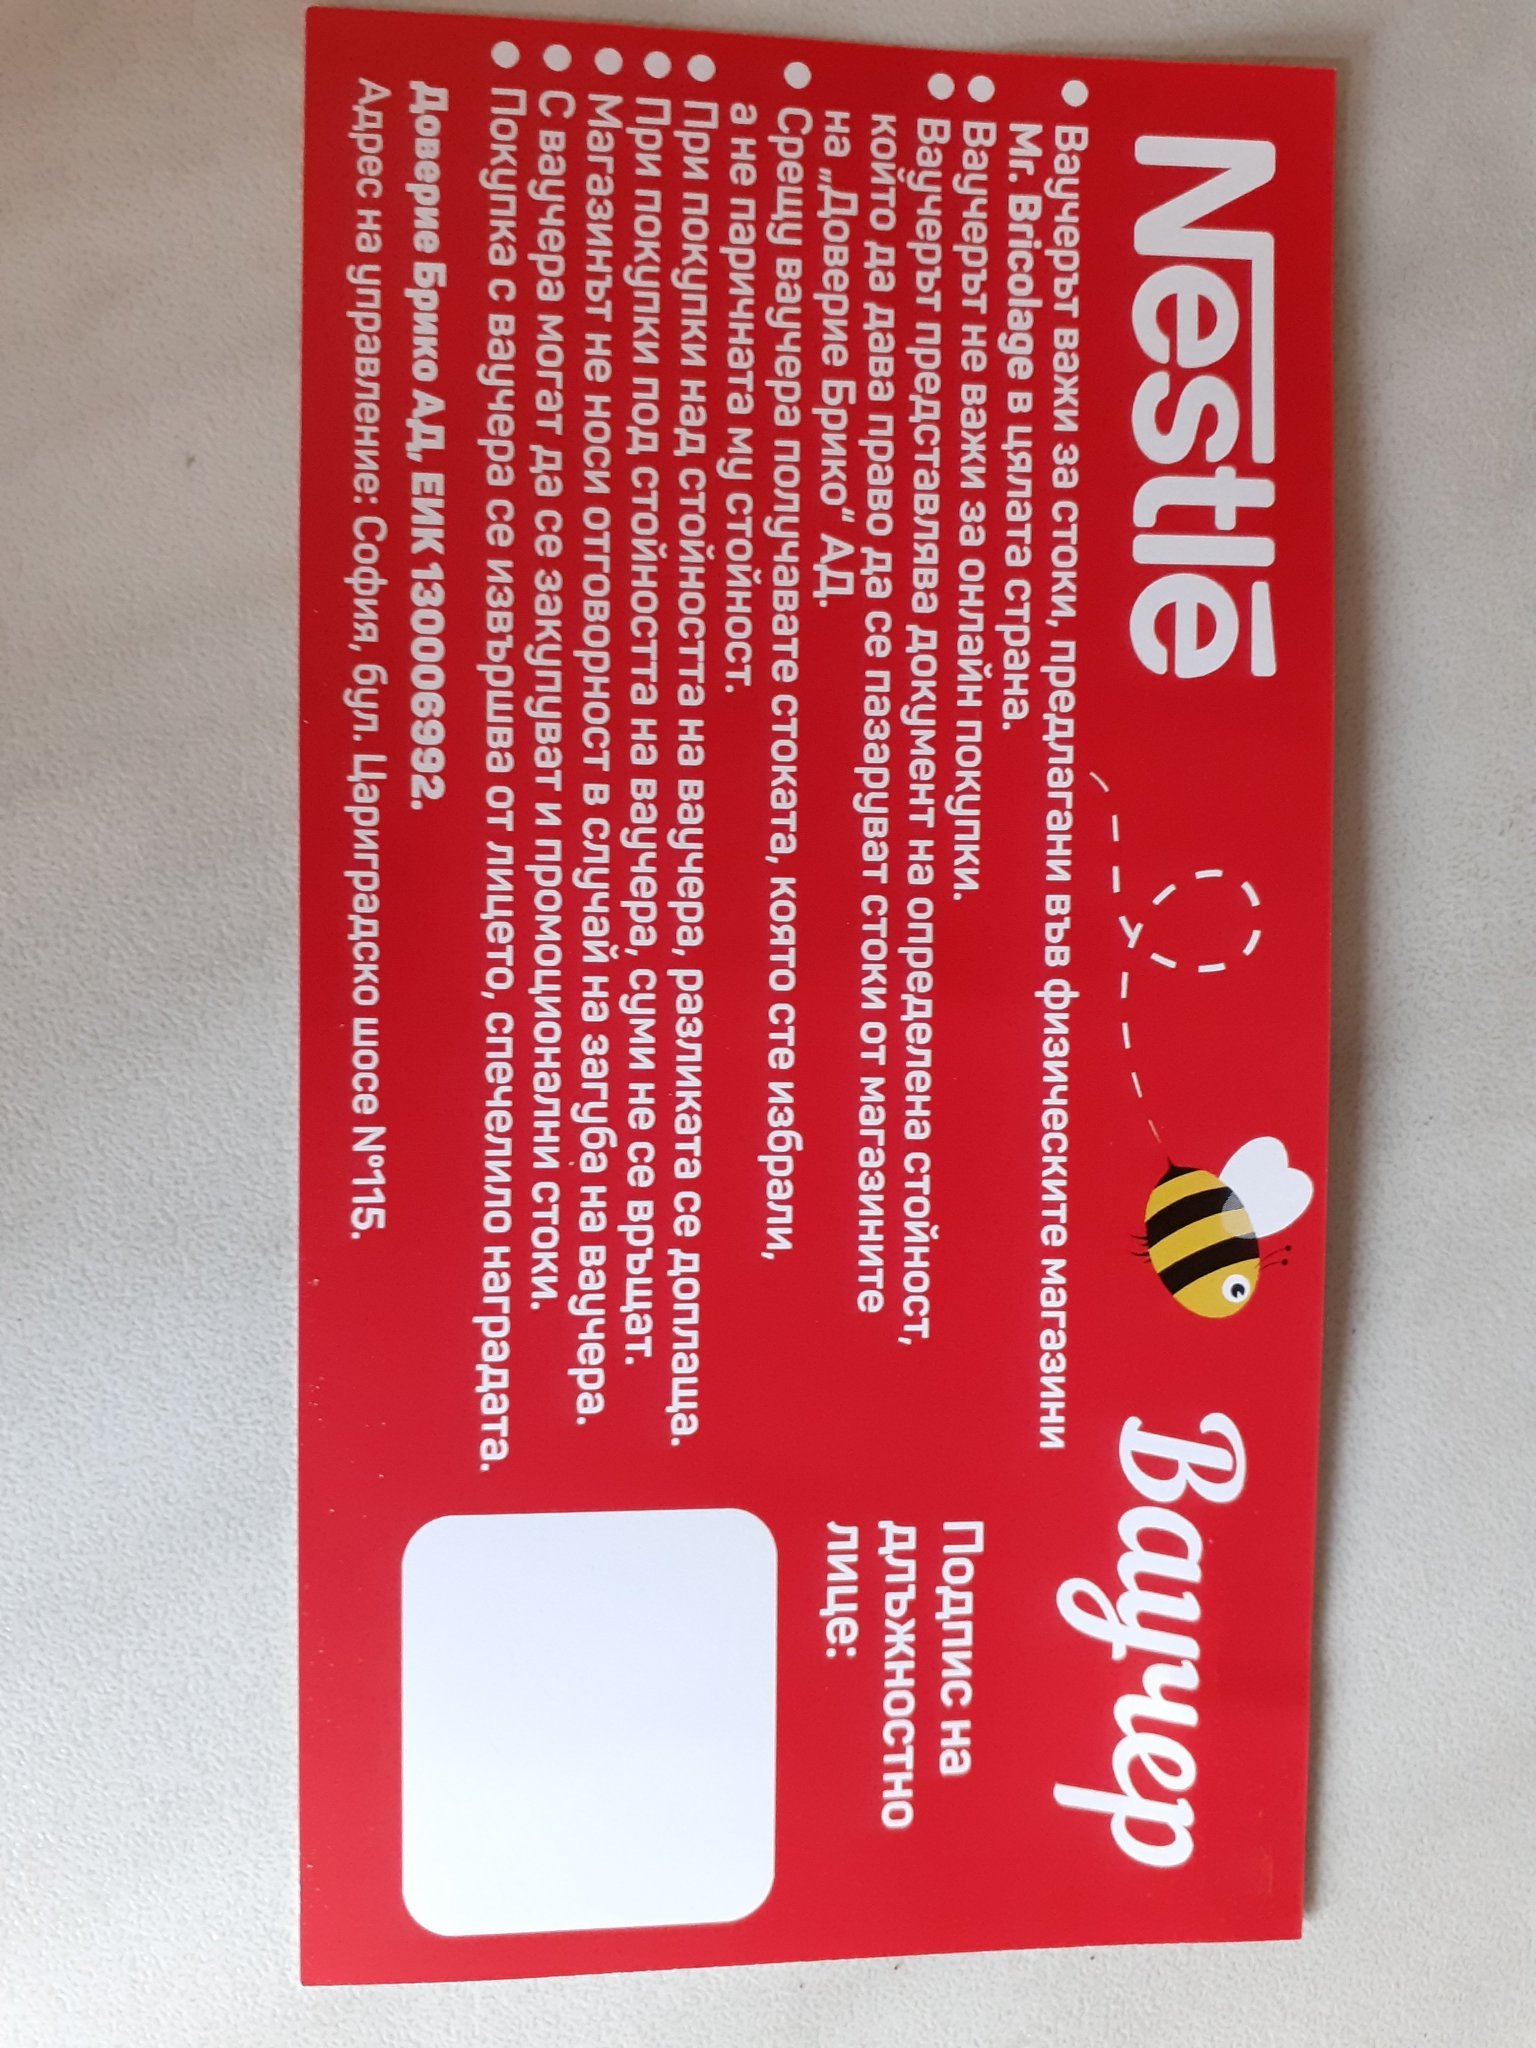 Nestlé
Ваучер
• Ваучерът важи за стоки, предлагани във физическите магазини
Mr. Bricolage в цялата страна.
• Ваучерът не важи за онлайн покупки.
• Ваучерът представлява документ на определена стойност,
който да дава право да се пазаруват стоки от магазините
на „Доверие Брико“ АД.
• Срещу ваучера получавате стоката, която сте избрали,
а не паричната му стойност.
• При покупки над стойността на ваучера, разликата се доплаща.
• При покупки под стойността на ваучера, суми не се връщат.
• Магазинът не носи отговорност в случай на загуба на ваучера.
• С ваучера могат да се закупуват и промоционални стоки.
• Покупка с ваучера се извършва от лицето, спечелило наградата.
Доверие Брико АД, ЕИК 130006992.
Адрес на управление: София, бул. Цариградско шосе №115.
Подпис на
длъжностно
лице: